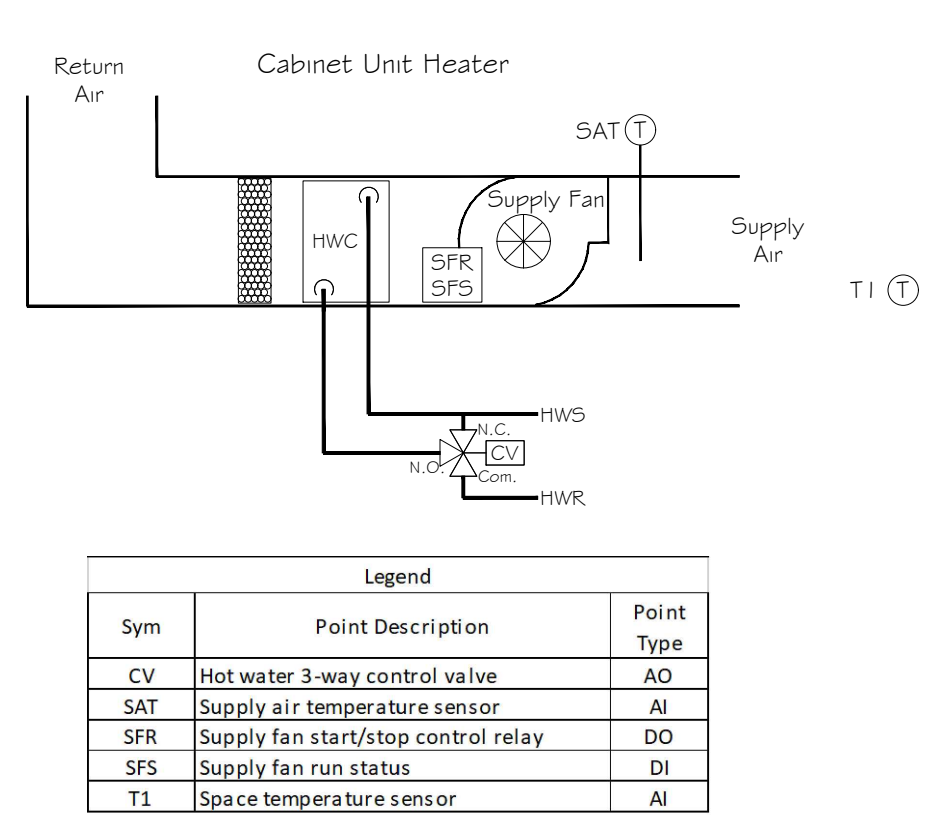 Cabinet Unit Heater
Return
Air
SAT T
Supply Fan
HWC
SFR
SFS
Supply
Air
T1 T
HWS
N.C.
CV
N.O.
Com.
HWR
Legend
Sym Point Description Point Type
CV Hot water 3-way control valve AO
SAT Supply air temperature sensor AI
SFR Supply fan start/stop control relay DO
SFS Supply fan run status DI
T1 Space temperature sensor AI